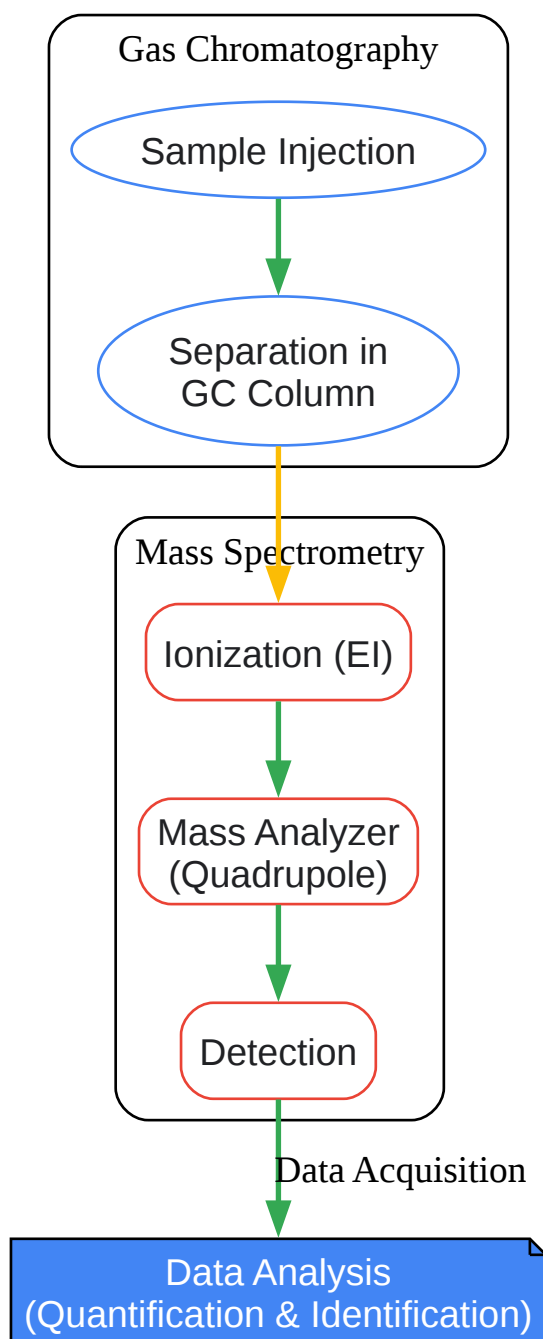 Gas Chromatography
Sample Injection
Separation in
GC Column
Mass Spectrometry
Ionization (EI)
Mass Analyzer
(Quadrupole)
Detection
Data Acquisition
Data Analysis
(Quantification & Identification)